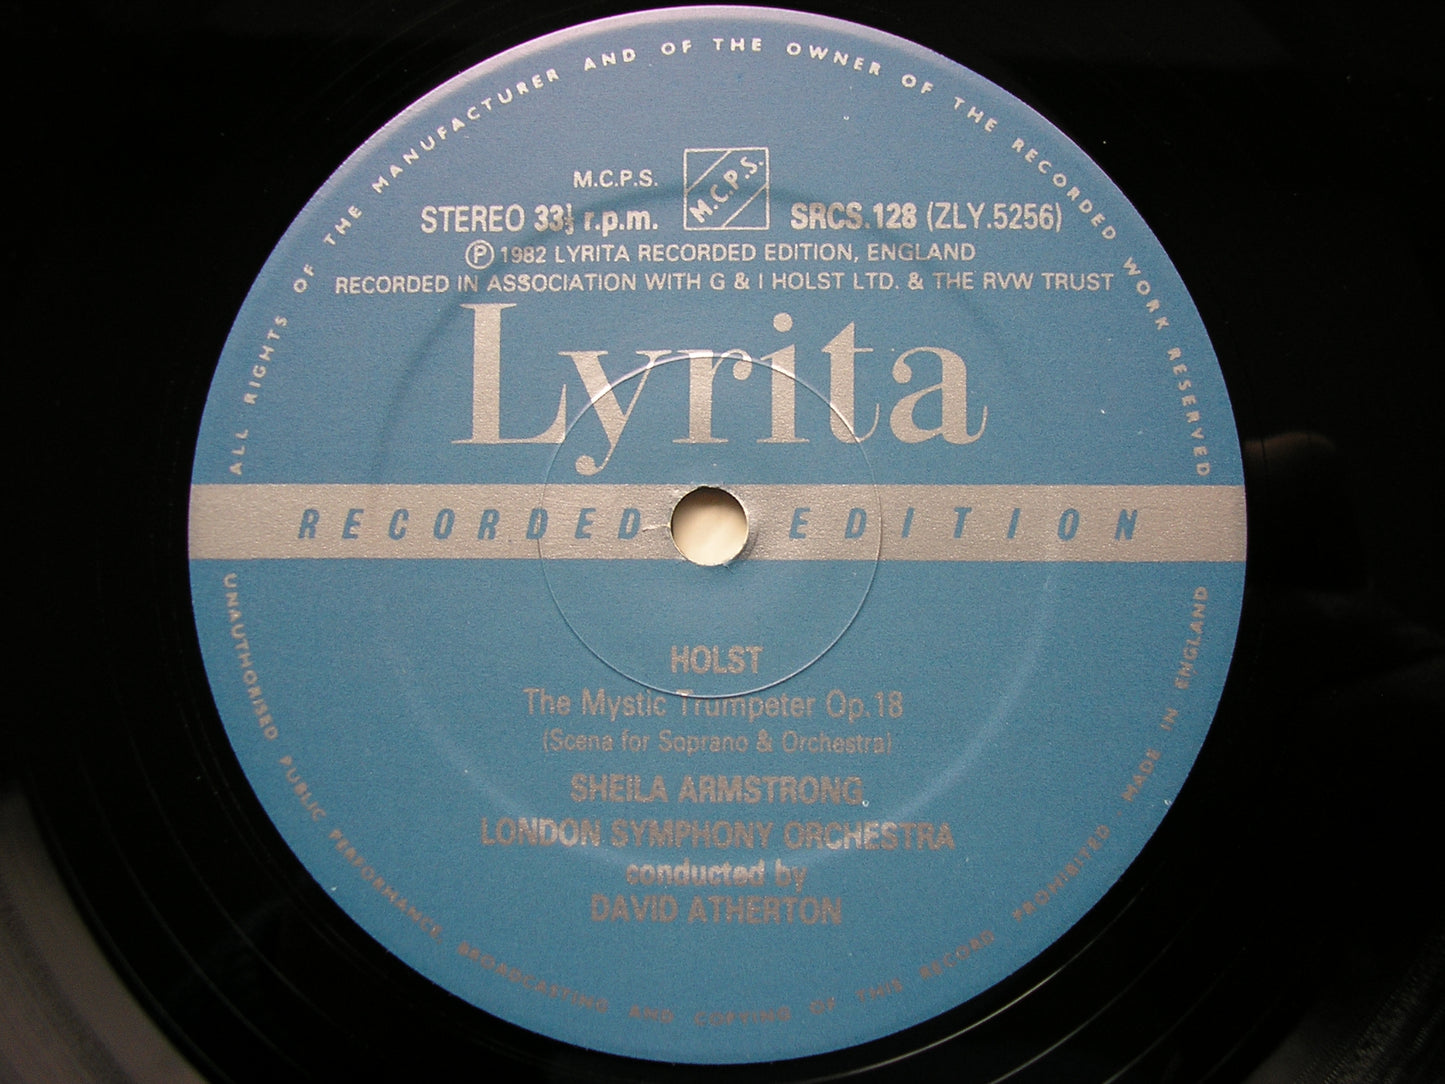 ALL RIGHTS OF THE MANUFACTURER AND OF THE OWNER OF THE RECORDED WORK RESERVED
M.C.P.S.
M.C.P.S.
STEREO 33⅓ r.p.m.
SRCS.128 (ZLY.5256)
Ⓟ 1982 LYRITA RECORDED EDITION, ENGLAND
RECORDED IN ASSOCIATION WITH G & I HOLST LTD. & THE RVW TRUST
Lyrita
RECORDED EDITION
HOLST
The Mystic Trumpeter Op.18
(Scena for Soprano & Orchestra)
SHEILA ARMSTRONG
LONDON SYMPHONY ORCHESTRA
conducted by
DAVID ATHERTON
UNAUTHORISED PUBLIC PERFORMANCE, BROADCASTING AND COPYING OF THIS RECORD PROHIBITED · MADE IN ENGLAND